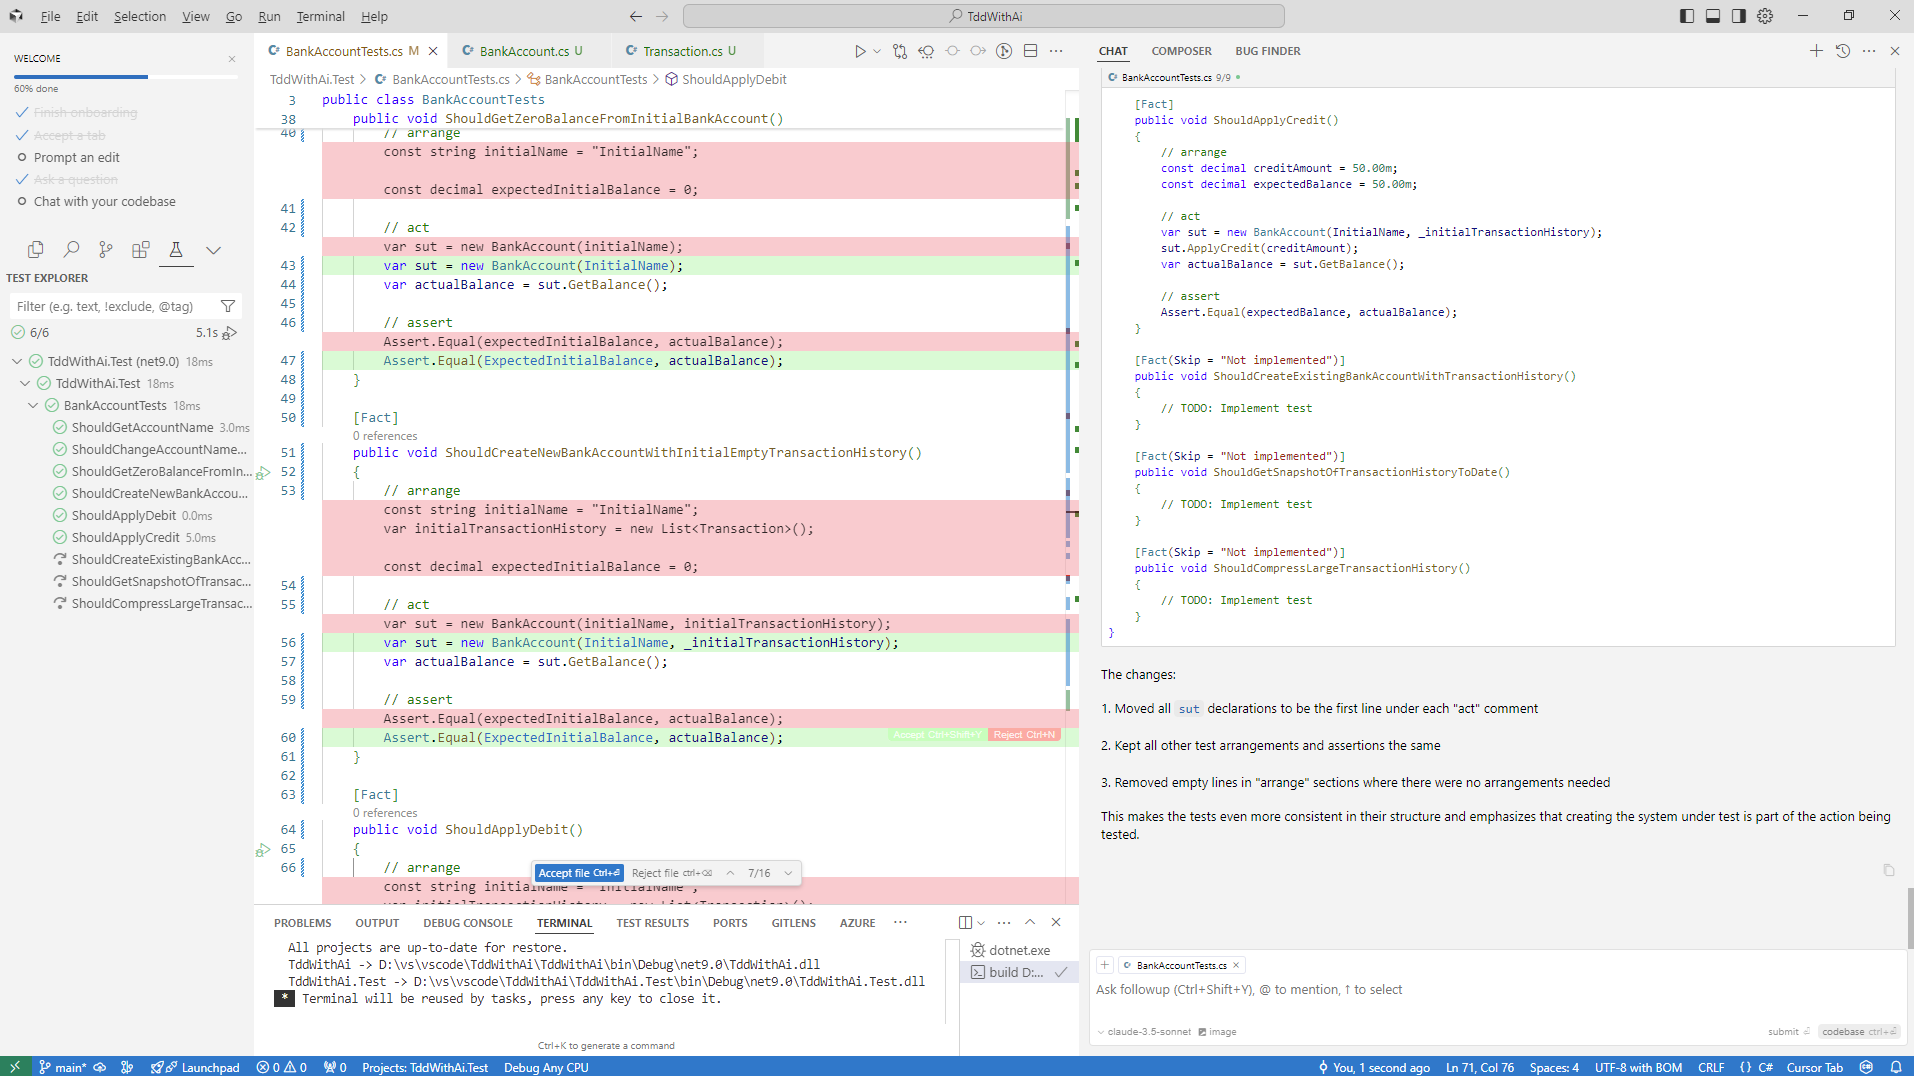 File Edit Selection View Go Run Terminal Help
TddWithAi
WELCOME
60% done
Finish onboarding
Accept a tab
Prompt an edit
Ask a question
Chat with your codebase
TEST EXPLORER
Filter (e.g. text, !exclude, @tag)
6/6 5.1s
TddWithAi.Test (net9.0) 18ms
TddWithAi.Test 18ms
BankAccountTests 18ms
ShouldGetAccountName 3.0ms
ShouldChangeAccountName...
ShouldGetZeroBalanceFromIn...
ShouldCreateNewBankAccou...
ShouldApplyDebit 0.0ms
ShouldApplyCredit 5.0ms
ShouldCreateExistingBankAcc...
ShouldGetSnapshotOfTransac...
ShouldCompressLargeTransac...
C# BankAccountTests.cs M C# BankAccount.cs U C# Transaction.cs U
TddWithAi.Test > C# BankAccountTests.cs > BankAccountTests > ShouldApplyDebit
3 public class BankAccountTests
38 public void ShouldGetZeroBalanceFromInitialBankAccount()
40 // arrange
const string initialName = "InitialName";
const decimal expectedInitialBalance = 0;
41
42 // act
var sut = new BankAccount(initialName);
43 var sut = new BankAccount(InitialName);
44 var actualBalance = sut.GetBalance();
45
46 // assert
Assert.Equal(expectedInitialBalance, actualBalance);
47 Assert.Equal(ExpectedInitialBalance, actualBalance);
48 }
49
50 [Fact]
0 references
51 public void ShouldCreateNewBankAccountWithInitialEmptyTransactionHistory()
52 {
53 // arrange
const string initialName = "InitialName";
var initialTransactionHistory = new List<Transaction>();
const decimal expectedInitialBalance = 0;
54
55 // act
var sut = new BankAccount(initialName, initialTransactionHistory);
56 var sut = new BankAccount(InitialName, _initialTransactionHistory);
57 var actualBalance = sut.GetBalance();
58
59 // assert
Assert.Equal(expectedInitialBalance, actualBalance);
60 Assert.Equal(ExpectedInitialBalance, actualBalance);
Accept Ctrl+Shift+Y Reject Ctrl+N
61 }
62
63 [Fact]
0 references
64 public void ShouldApplyDebit()
65 {
66 // arrange
const string initialName = "InitialName";
Accept file Ctrl+⏎ Reject file ctrl+⌫ 7/16
PROBLEMS OUTPUT DEBUG CONSOLE TERMINAL TEST RESULTS PORTS GITLENS AZURE ...
All projects are up-to-date for restore.
TddWithAi -> D:\vs\vscode\TddWithAi\TddWithAi\bin\Debug\net9.0\TddWithAi.dll
TddWithAi.Test -> D:\vs\vscode\TddWithAi\TddWithAi.Test\bin\Debug\net9.0\TddWithAi.Test.dll
* Terminal will be reused by tasks, press any key to close it.
Ctrl+K to generate a command
dotnet.exe
build D:...
CHAT COMPOSER BUG FINDER
C# BankAccountTests.cs 9/9
[Fact]
public void ShouldApplyCredit()
{
// arrange
const decimal creditAmount = 50.00m;
const decimal expectedBalance = 50.00m;
// act
var sut = new BankAccount(InitialName, _initialTransactionHistory);
sut.ApplyCredit(creditAmount);
var actualBalance = sut.GetBalance();
// assert
Assert.Equal(expectedBalance, actualBalance);
}
[Fact(Skip = "Not implemented")]
public void ShouldCreateExistingBankAccountWithTransactionHistory()
{
// TODO: Implement test
}
[Fact(Skip = "Not implemented")]
public void ShouldGetSnapshotOfTransactionHistoryToDate()
{
// TODO: Implement test
}
[Fact(Skip = "Not implemented")]
public void ShouldCompressLargeTransactionHistory()
{
// TODO: Implement test
}
}
The changes:
1. Moved all sut declarations to be the first line under each "act" comment
2. Kept all other test arrangements and assertions the same
3. Removed empty lines in "arrange" sections where there were no arrangements needed
This makes the tests even more consistent in their structure and emphasizes that creating the system under test is part of the action being
tested.
+ C# BankAccountTests.cs ×
Ask followup (Ctrl+Shift+Y), @ to mention, ↑ to select
claude-3.5-sonnet image submit ⏎ codebase ctrl+⏎
main* Launchpad 0 0 0 Projects: TddWithAi.Test Debug Any CPU You, 1 second ago Ln 71, Col 76 Spaces: 4 UTF-8 with BOM CRLF {} C# Cursor Tab